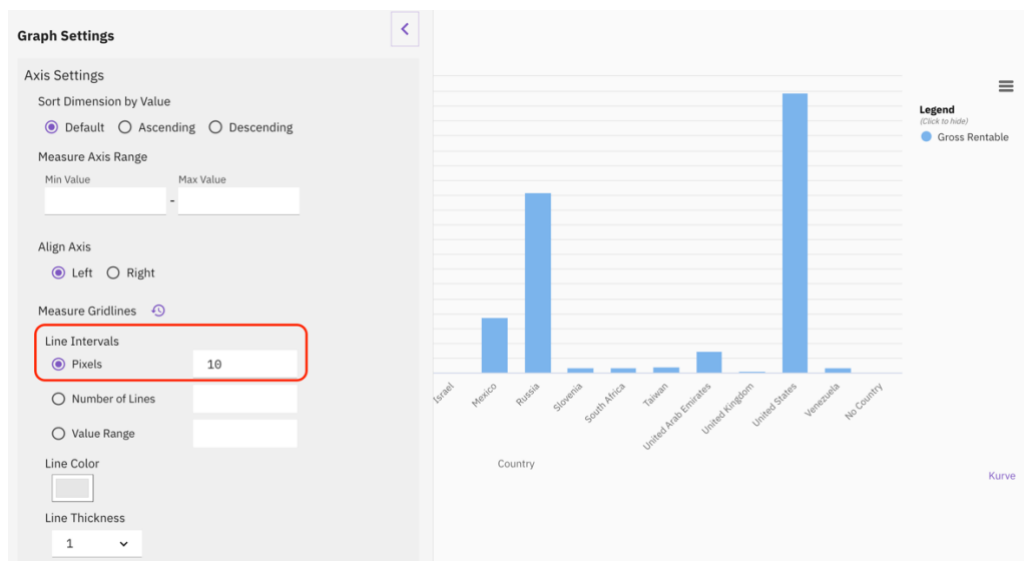 Graph Settings
Axis Settings
Sort Dimension by Value
Default Ascending Descending
Measure Axis Range
Min Value Max Value
-
Align Axis
Left Right
Measure Gridlines
Line Intervals
Pixels 10
Number of Lines
Value Range
Line Color
Line Thickness
1
Legend
(Click to hide)
Gross Rentable
Israel
Mexico
Russia
Slovenia
South Africa
Taiwan
United Arab Emirates
United Kingdom
United States
Venezuela
No Country
Country
Kurve